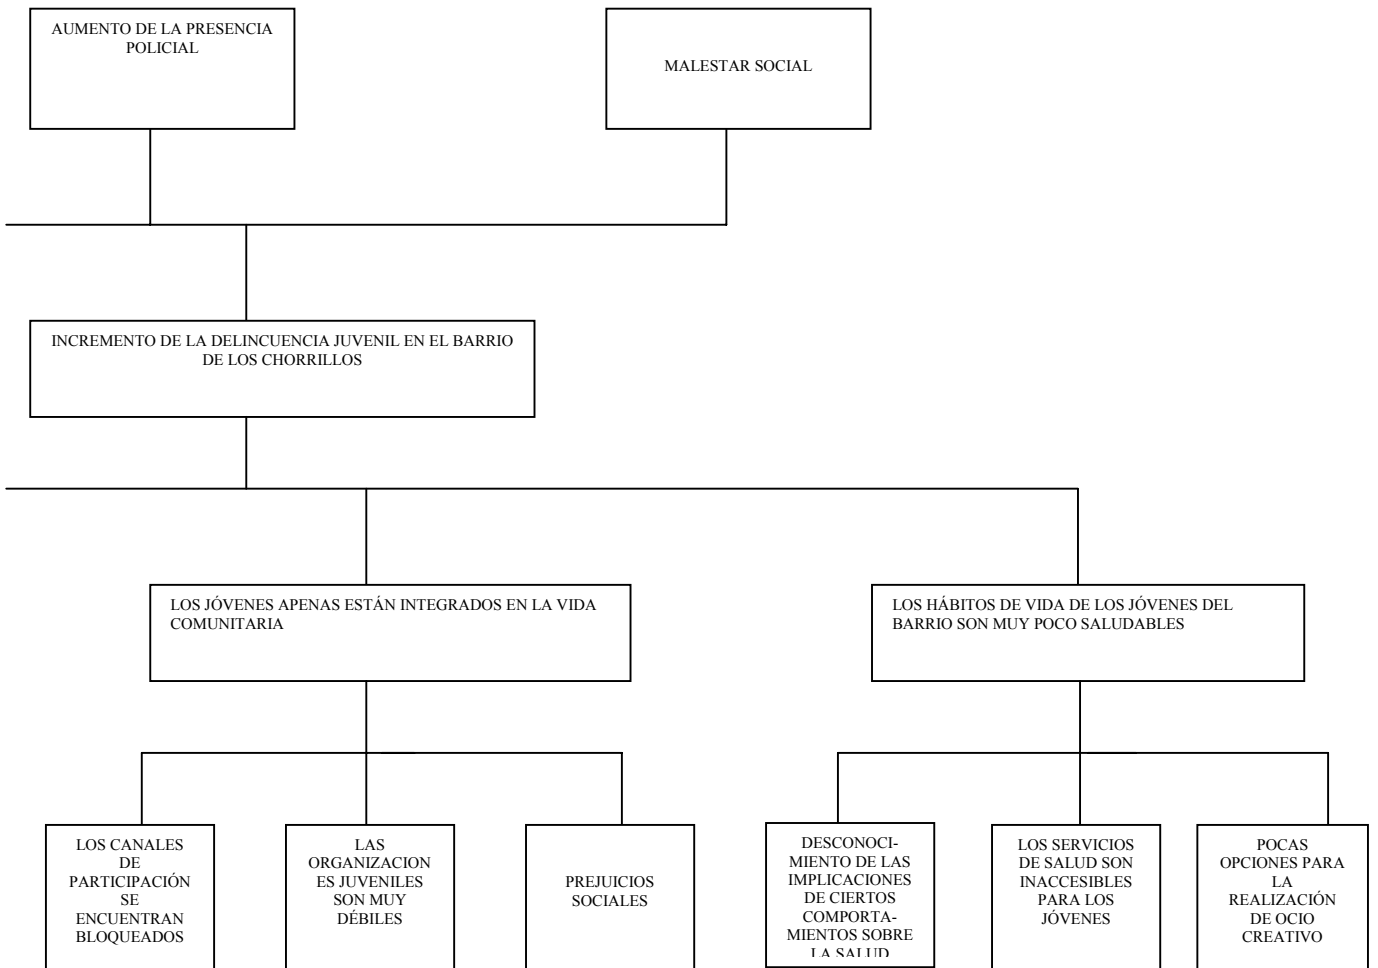 AUMENTO DE LA PRESENCIA
POLICIAL
MALESTAR SOCIAL
INCREMENTO DE LA DELINCUENCIA JUVENIL EN EL BARRIO
DE LOS CHORRILLOS
LOS JÓVENES APENAS ESTÁN INTEGRADOS EN LA VIDA
COMUNITARIA
LOS HÁBITOS DE VIDA DE LOS JÓVENES DEL
BARRIO SON MUY POCO SALUDABLES
LOS CANALES
DE
PARTICIPACIÓN
SE
ENCUENTRAN
BLOQUEADOS
LAS
ORGANIZACION
ES JUVENILES
SON MUY
DÉBILES
PREJUICIOS
SOCIALES
DESCONOCI-
MIENTO DE LAS
IMPLICACIONES
DE CIERTOS
COMPORTA-
MIENTOS SOBRE
LA SALUD
LOS SERVICIOS
DE SALUD SON
INACCESIBLES
PARA LOS
JÓVENES
POCAS
OPCIONES PARA
LA
REALIZACIÓN
DE OCIO
CREATIVO